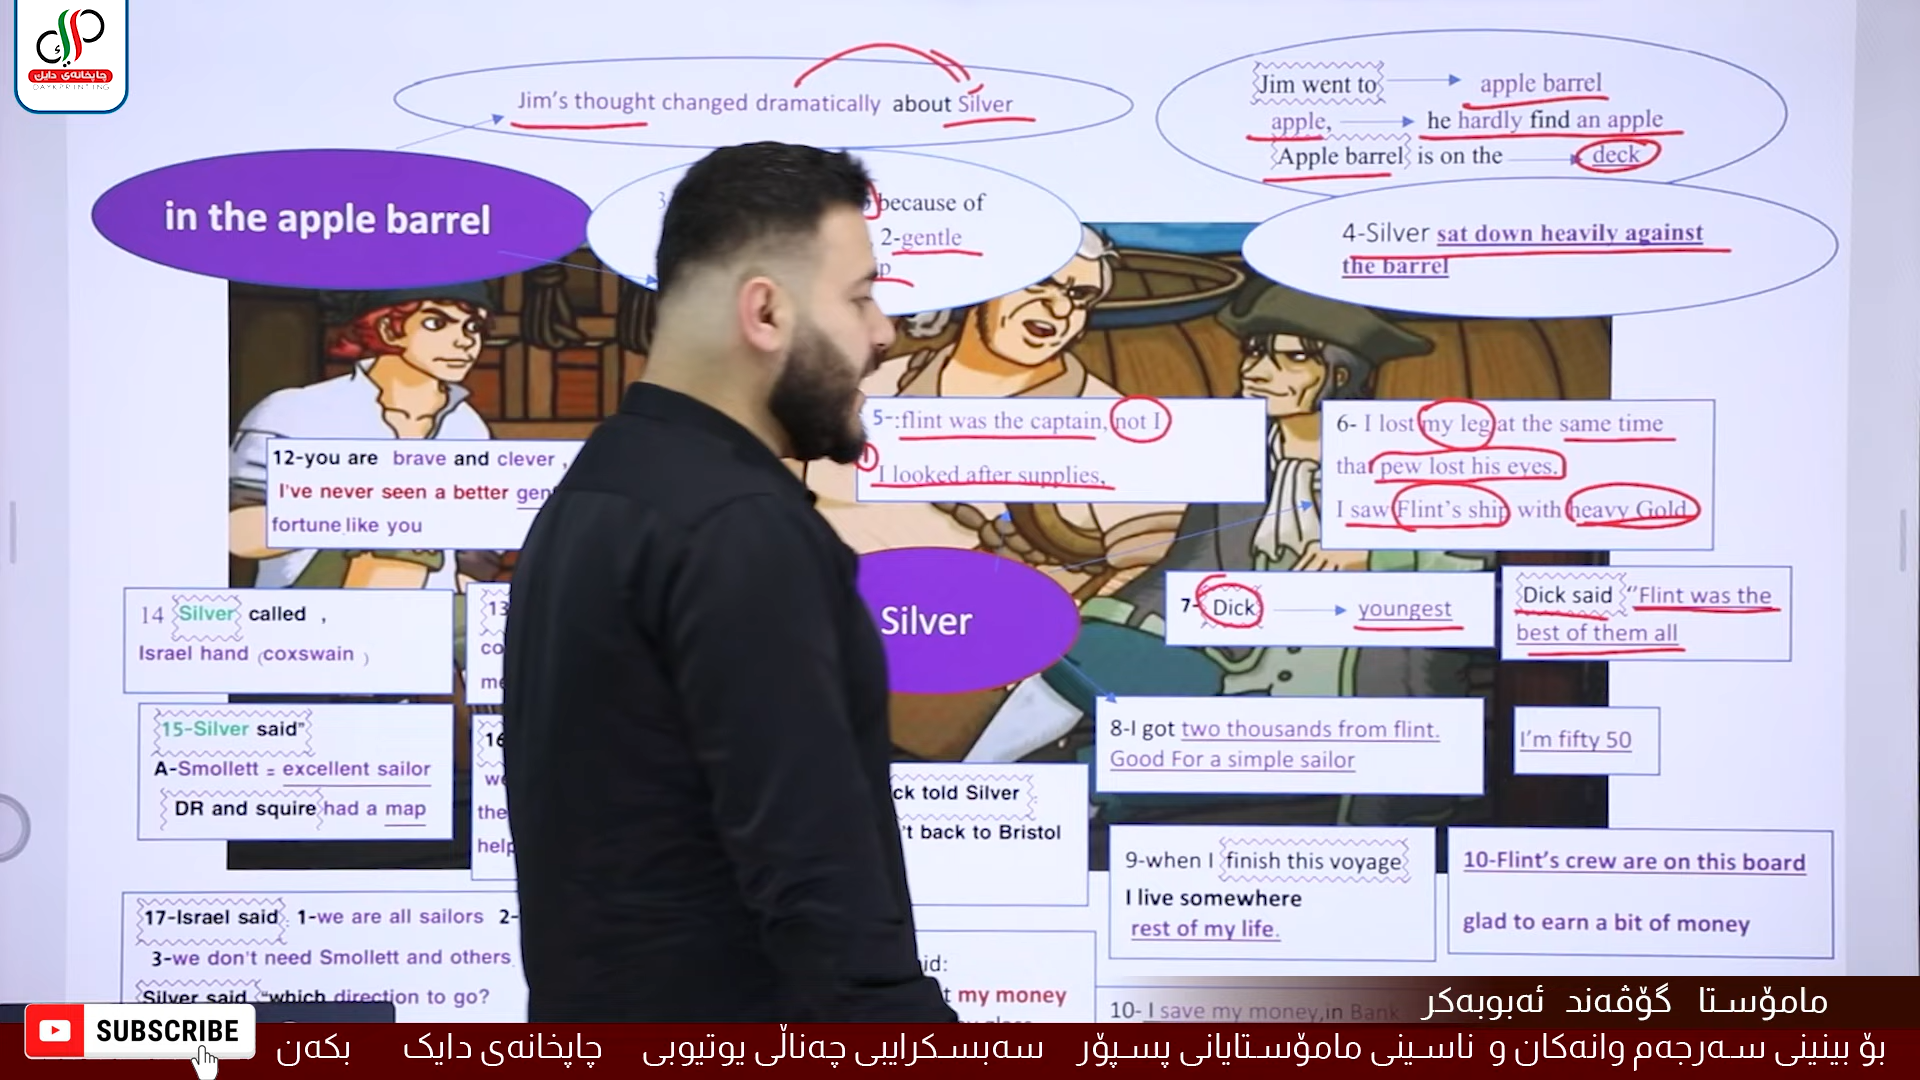 چاپخانەی دایک
DAYKPRINTING
Jim's thought changed dramatically about Silver
Jim went to apple barrel
apple, he hardly find an apple
Apple barrel is on the deck
in the apple barrel
because of
2-gentle
4-Silver sat down heavily against
the barrel
5-:flint was the captain, not I
I looked after supplies,
6- I lost my leg at the same time
that pew lost his eyes.
I saw Flint's ship with heavy Gold
12-you are brave and clever ,
I've never seen a better
fortune like you
Silver
7- Dick youngest
Dick said "Flint was the
best of them all
14 Silver called ,
Israel hand (coxswain )
13
co
me
15-Silver said"
A-Smollett = excellent sailor
DR and squire had a map
16
we
the
help
8-I got two thousands from flint.
Good For a simple sailor
I'm fifty 50
told Silver
back to Bristol
9-when I finish this voyage
I live somewhere
rest of my life.
10-Flint's crew are on this board
glad to earn a bit of money
17-Israel said: 1-we are all sailors 2-
3-we don't need Smollett and others
Silver said "which direction to go?
my money
10- I save my money,in Bank
مامۆستا گۆڤەند ئەبوبەکر
SUBSCRIBE
بۆ بینینی سەرجەم وانەکان و ناسینی مامۆستایانی پسپۆر سەبسکرایبی چەناڵی یوتیوبی چاپخانەی دایک بکەن